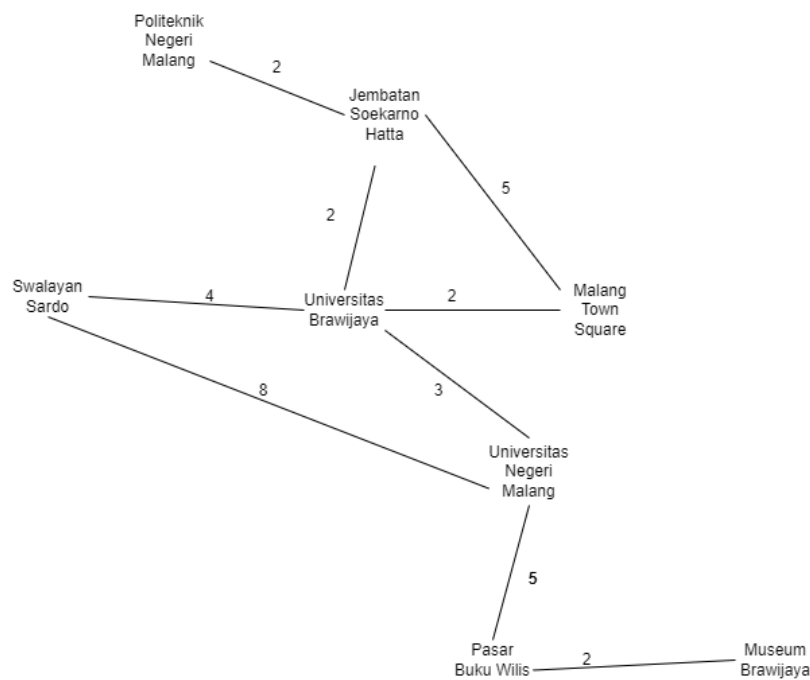 Politeknik
Negeri
Malang
2
Jembatan
Soekarno
Hatta
5
2
Swalayan
Sardo
4
Universitas
Brawijaya
2
Malang
Town
Square
8
3
Universitas
Negeri
Malang
5
Pasar
Buku Wilis
2
Museum
Brawijaya